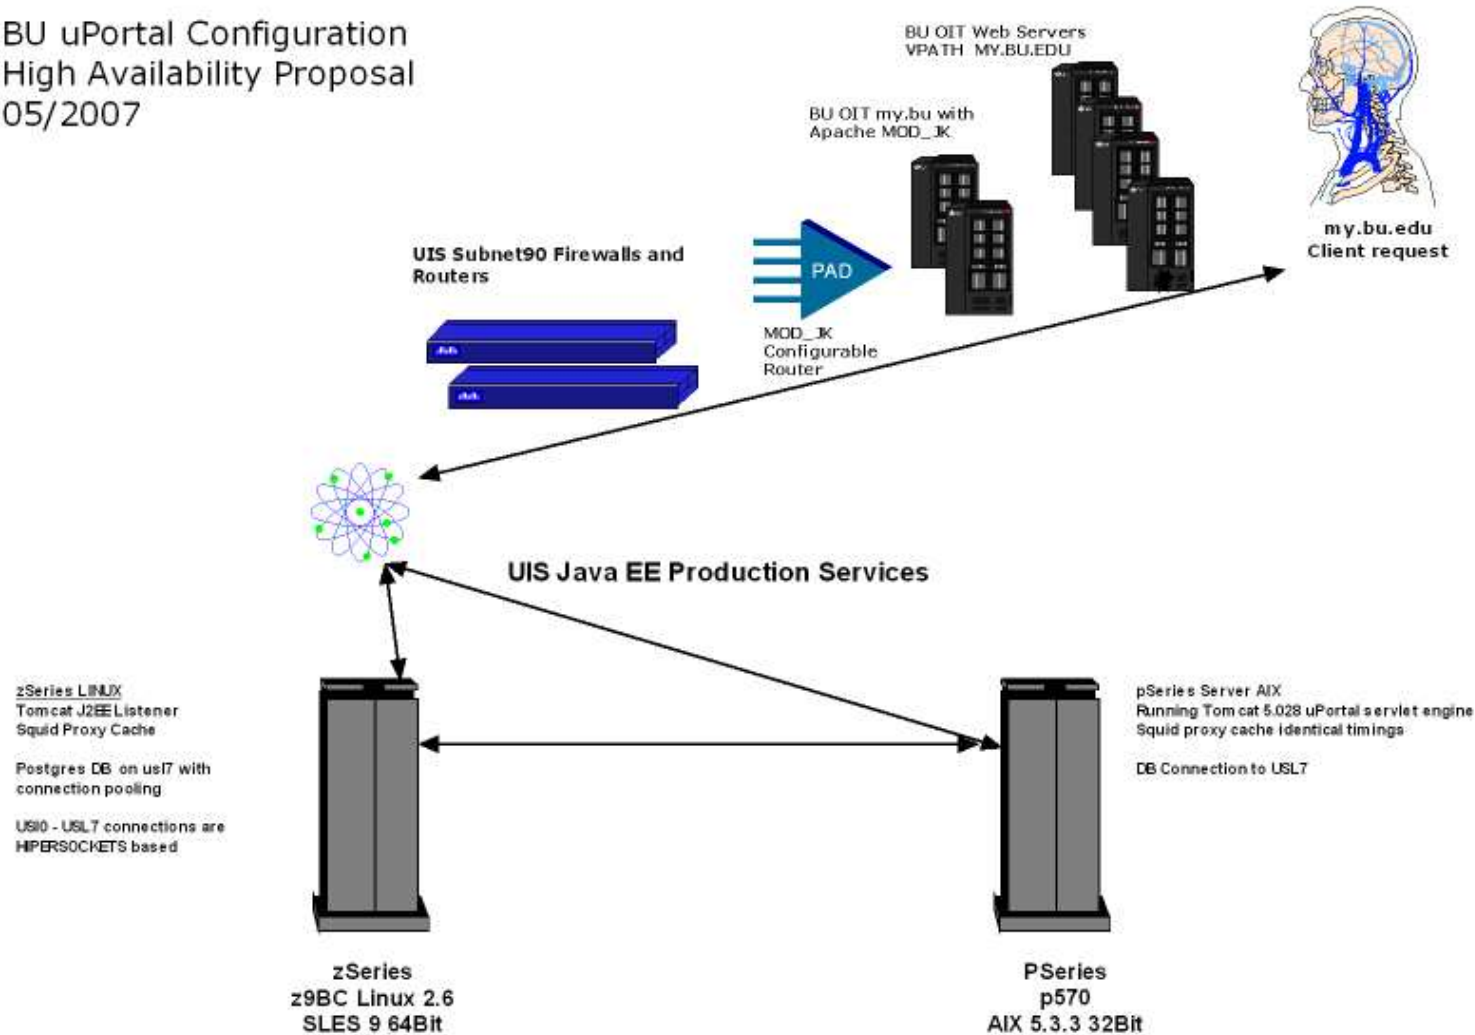 BU uPortal Configuration
High Availability Proposal
05/2007
BU OIT Web Servers
VPATH MY.BU.EDU
BU OIT my.bu with
Apache MOD_JK
my.bu.edu
Client request
UIS Subnet90 Firewalls and
Routers
PAD
MOD_JK
Configurable
Router
UIS Java EE Production Services
zSeries LINUX
Tomcat J2EE Listener
Squid Proxy Cache
Postgres DB on usl7 with
connection pooling
USl0 - USL7 connections are
HIPERSOCKETS based
pSeries Server AIX
Running Tomcat 5.028 uPortal servlet engine
Squid proxy cache identical timings
DB Connection to USL7
zSeries
z9BC Linux 2.6
SLES 9 64Bit
PSeries
p570
AIX 5.3.3 32Bit